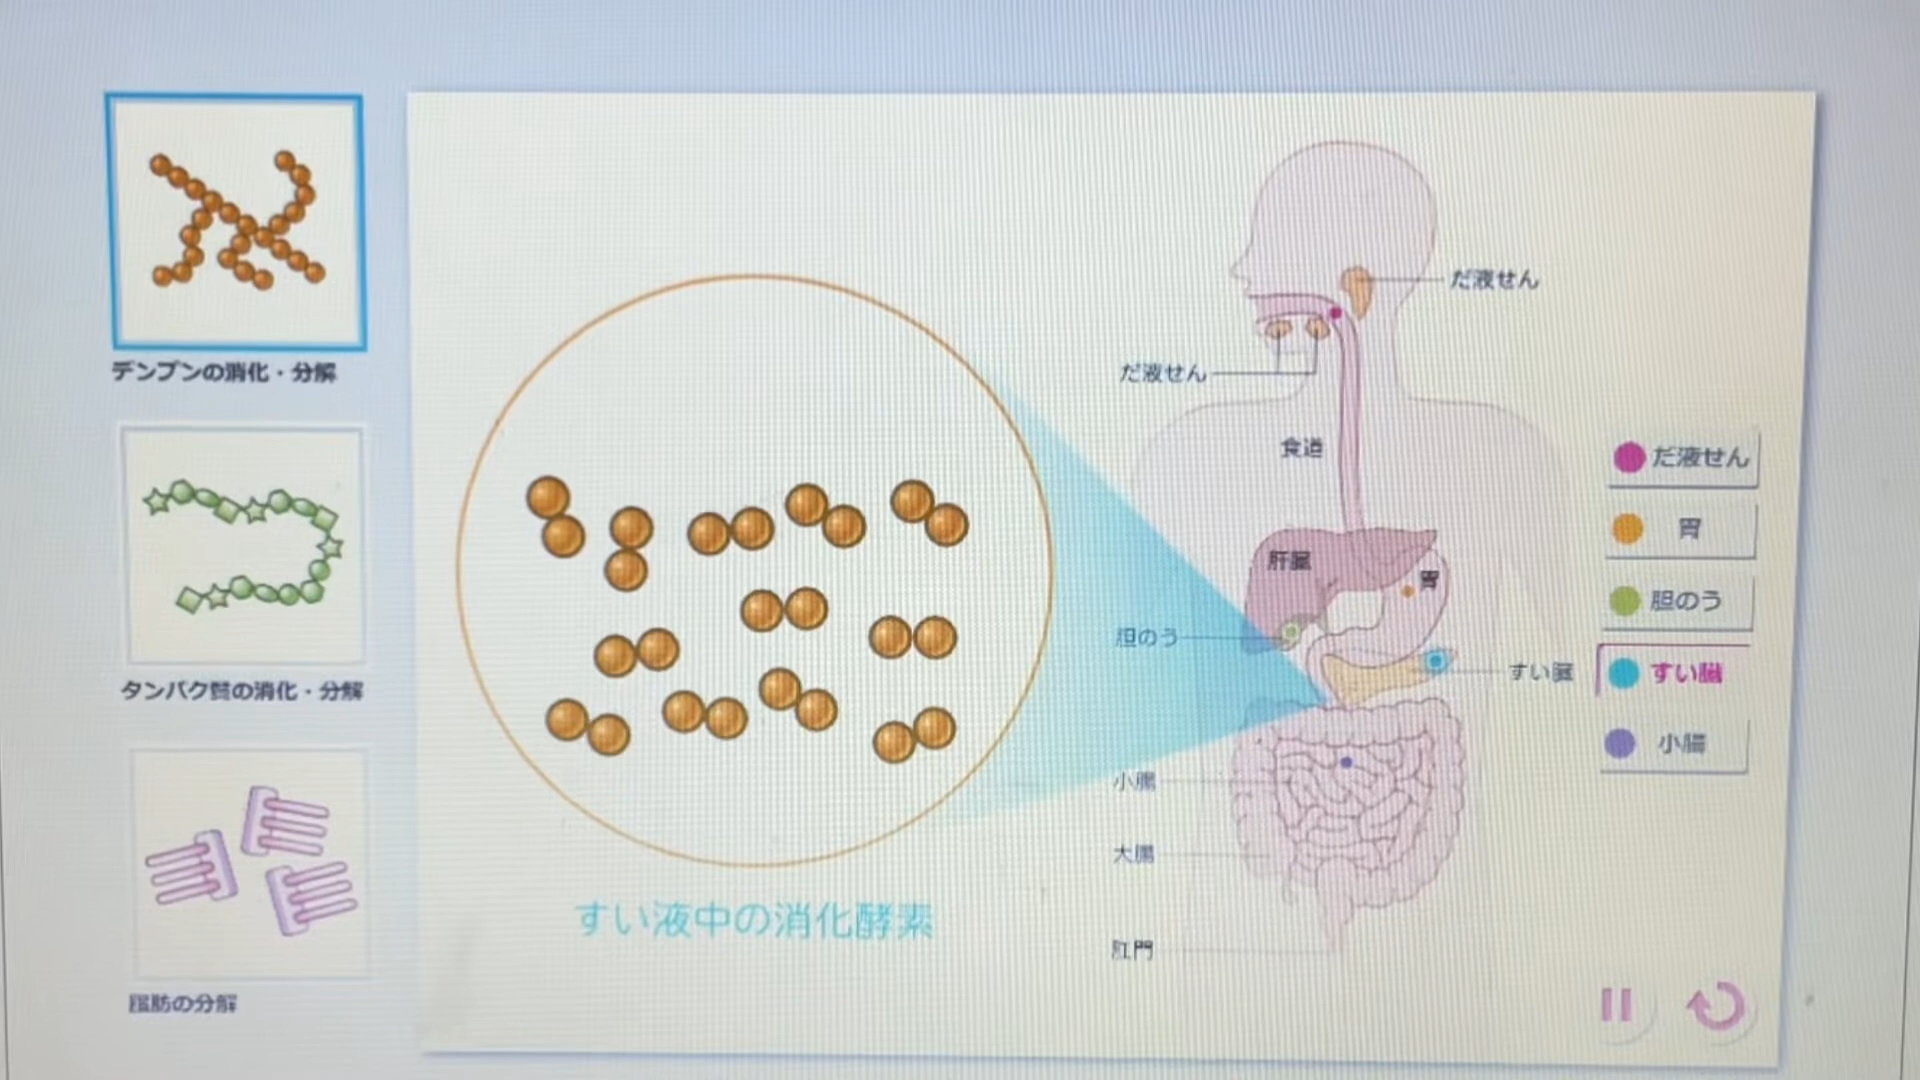 デンプンの消化・分解
タンパク質の消化・分解
脂肪の分解
すい液中の消化酵素
だ液せん
だ液せん
食道
肝臓
胃
胆のう
すい臓
小腸
大腸
肛門
だ液せん
胃
胆のう
すい臓
小腸